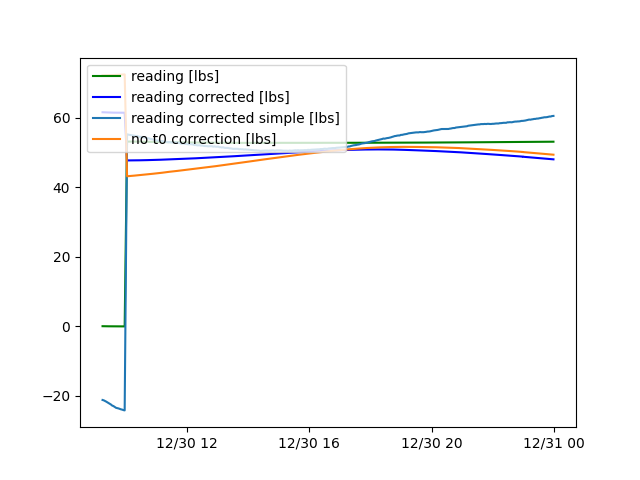 reading [lbs]
reading corrected [lbs]
reading corrected simple [lbs]
no t0 correction [lbs]
60
40
20
0
−20
12/30 12 12/30 16 12/30 20 12/31 00